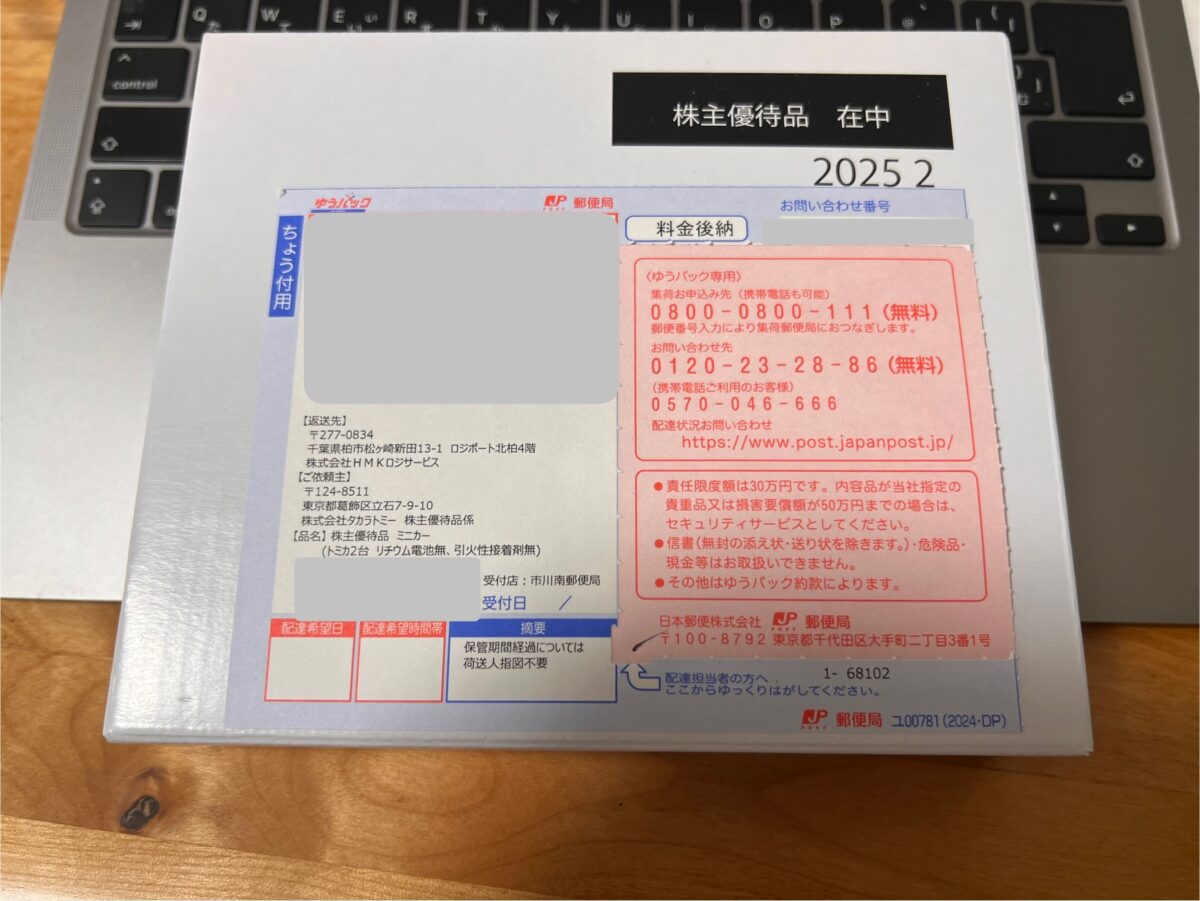 Q た
W て
E い
R
T
Y
U
I
O
P
@
control
株主優待品 在中
2025 2
ゆうパック
JP POST 郵便局
お問い合わせ番号
ちょう付用
料金後納
【返送先】
〒277-0834
千葉県柏市松ヶ崎新田13-1 ロジポート北柏4階
株式会社HMKロジサービス
【ご依頼主】
〒124-8511
東京都葛飾区立石7-9-10
株式会社タカラトミー 株主優待品係
【品名】株主優待品 ミニカー
(トミカ2台 リチウム電池無、引火性接着剤無)
受付店：市川南郵便局
受付日 /
配達希望日
配達希望時間帯
摘要
保管期間経過については
荷送人指図不要
〈ゆうパック専用〉
集荷お申込み先（携帯電話も可能）
0800-0800-111(無料)
郵便番号入力により集荷郵便局におつなぎします。
お問い合わせ先
0120-23-28-86(無料)
（携帯電話ご利用のお客様）
0570-046-666
配達状況お問い合わせ
https://www.post.japanpost.jp/
●責任限度額は30万円です。内容品が当社指定の
貴重品又は損害要償額が50万円までの場合は、
セキュリティサービスとしてください。
●信書(無封の添え状・送り状を除きます。)・危険品・
現金等はお取扱いできません。
●その他はゆうパック約款によります。
日本郵便株式会社 JP POST 郵便局
〒100-8792 東京都千代田区大手町二丁目3番1号
1- 68102
配達担当者の方へ
ここからゆっくりはがしてください。
JP POST 郵便局 ユ00781(2024・DP)